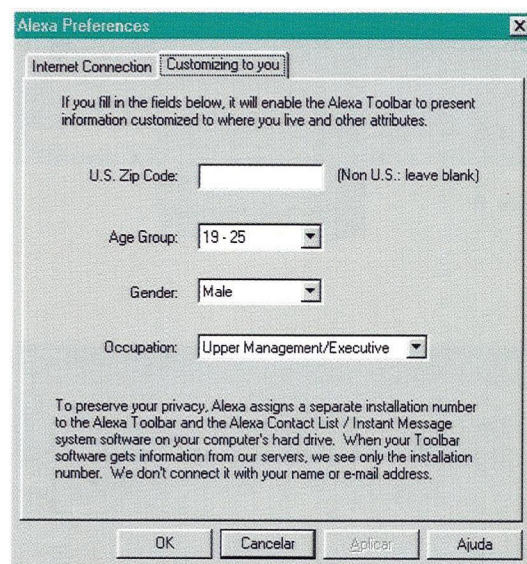 Alexa Preferences
Internet Connection
Customizing to you
If you fill in the fields below, it will enable the Alexa Toolbar to present
information customized to where you live and other attributes.
U.S. Zip Code: (Non U.S.: leave blank)
Age Group: 19 - 25
Gender: Male
Occupation: Upper Management/Executive
To preserve your privacy, Alexa assigns a separate installation number
to the Alexa Toolbar and the Alexa Contact List / Instant Message
system software on your computer's hard drive. When your Toolbar
software gets information from our servers, we see only the installation
number. We don't connect it with your name or e-mail address.
OK Cancelar Aplicar Ajuda